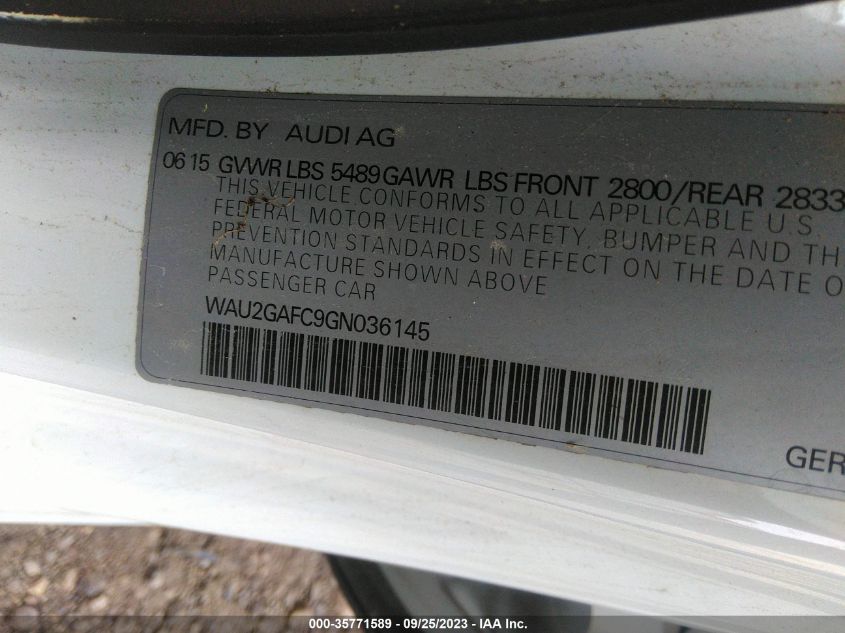 MFD. BY AUDI AG
06 15 GVWR LBS 5489 GAWR LBS FRONT 2800/REAR 2833
THIS VEHICLE CONFORMS TO ALL APPLICABLE U.S.
FEDERAL MOTOR VEHICLE SAFETY, BUMPER AND TH
PREVENTION STANDARDS IN EFFECT ON THE DATE O
MANUFACTURE SHOWN ABOVE
PASSENGER CAR
WAU2GAFC9GN036145
GER
000-35771589 - 09/25/2023 - IAA Inc.